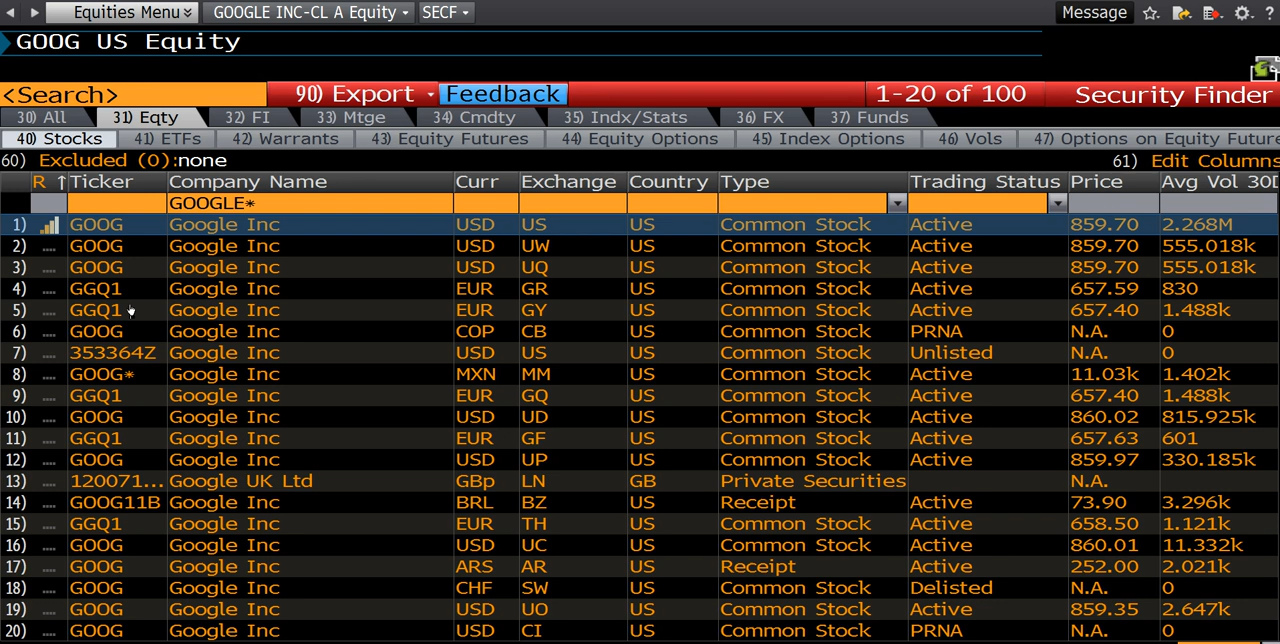 Equities Menu GOOGLE INC-CL A Equity SECF Message ?
GOOG US Equity
<Search> 90) Export Feedback 1-20 of 100 Security Finder
30) All 31) Eqty 32) FI 33) Mtge 34) Cmdty 35) Indx/Stats 36) FX 37) Funds
40) Stocks 41) ETFs 42) Warrants 43) Equity Futures 44) Equity Options 45) Index Options 46) Vols 47) Options on Equity Future
60) Excluded (0):none 61) Edit Columns
R ↑ Ticker Company Name Curr Exchange Country Type Trading Status Price Avg Vol 30D
GOOGLE*
1) GOOG Google Inc USD US US Common Stock Active 859.70 2.268M
2) GOOG Google Inc USD UW US Common Stock Active 859.70 555.018k
3) GOOG Google Inc USD UQ US Common Stock Active 859.70 555.018k
4) GGQ1 Google Inc EUR GR US Common Stock Active 657.59 830
5) GGQ1 Google Inc EUR GY US Common Stock Active 657.40 1.488k
6) GOOG Google Inc COP CB US Common Stock PRNA N.A. 0
7) 353364Z Google Inc USD US US Common Stock Unlisted N.A. 0
8) GOOG* Google Inc MXN MM US Common Stock Active 11.03k 1.402k
9) GGQ1 Google Inc EUR GQ US Common Stock Active 657.40 1.488k
10) GOOG Google Inc USD UD US Common Stock Active 860.02 815.925k
11) GGQ1 Google Inc EUR GF US Common Stock Active 657.63 601
12) GOOG Google Inc USD UP US Common Stock Active 859.97 330.185k
13) 120071... Google UK Ltd GBp LN GB Private Securities N.A.
14) GOOG11B Google Inc BRL BZ US Receipt Active 73.90 3.296k
15) GGQ1 Google Inc EUR TH US Common Stock Active 658.50 1.121k
16) GOOG Google Inc USD UC US Common Stock Active 860.01 11.332k
17) GOOG Google Inc ARS AR US Receipt Active 252.00 2.021k
18) GOOG Google Inc CHF SW US Common Stock Delisted N.A. 0
19) GOOG Google Inc USD UO US Common Stock Active 859.35 2.647k
20) GOOG Google Inc USD CI US Common Stock PRNA N.A. 0